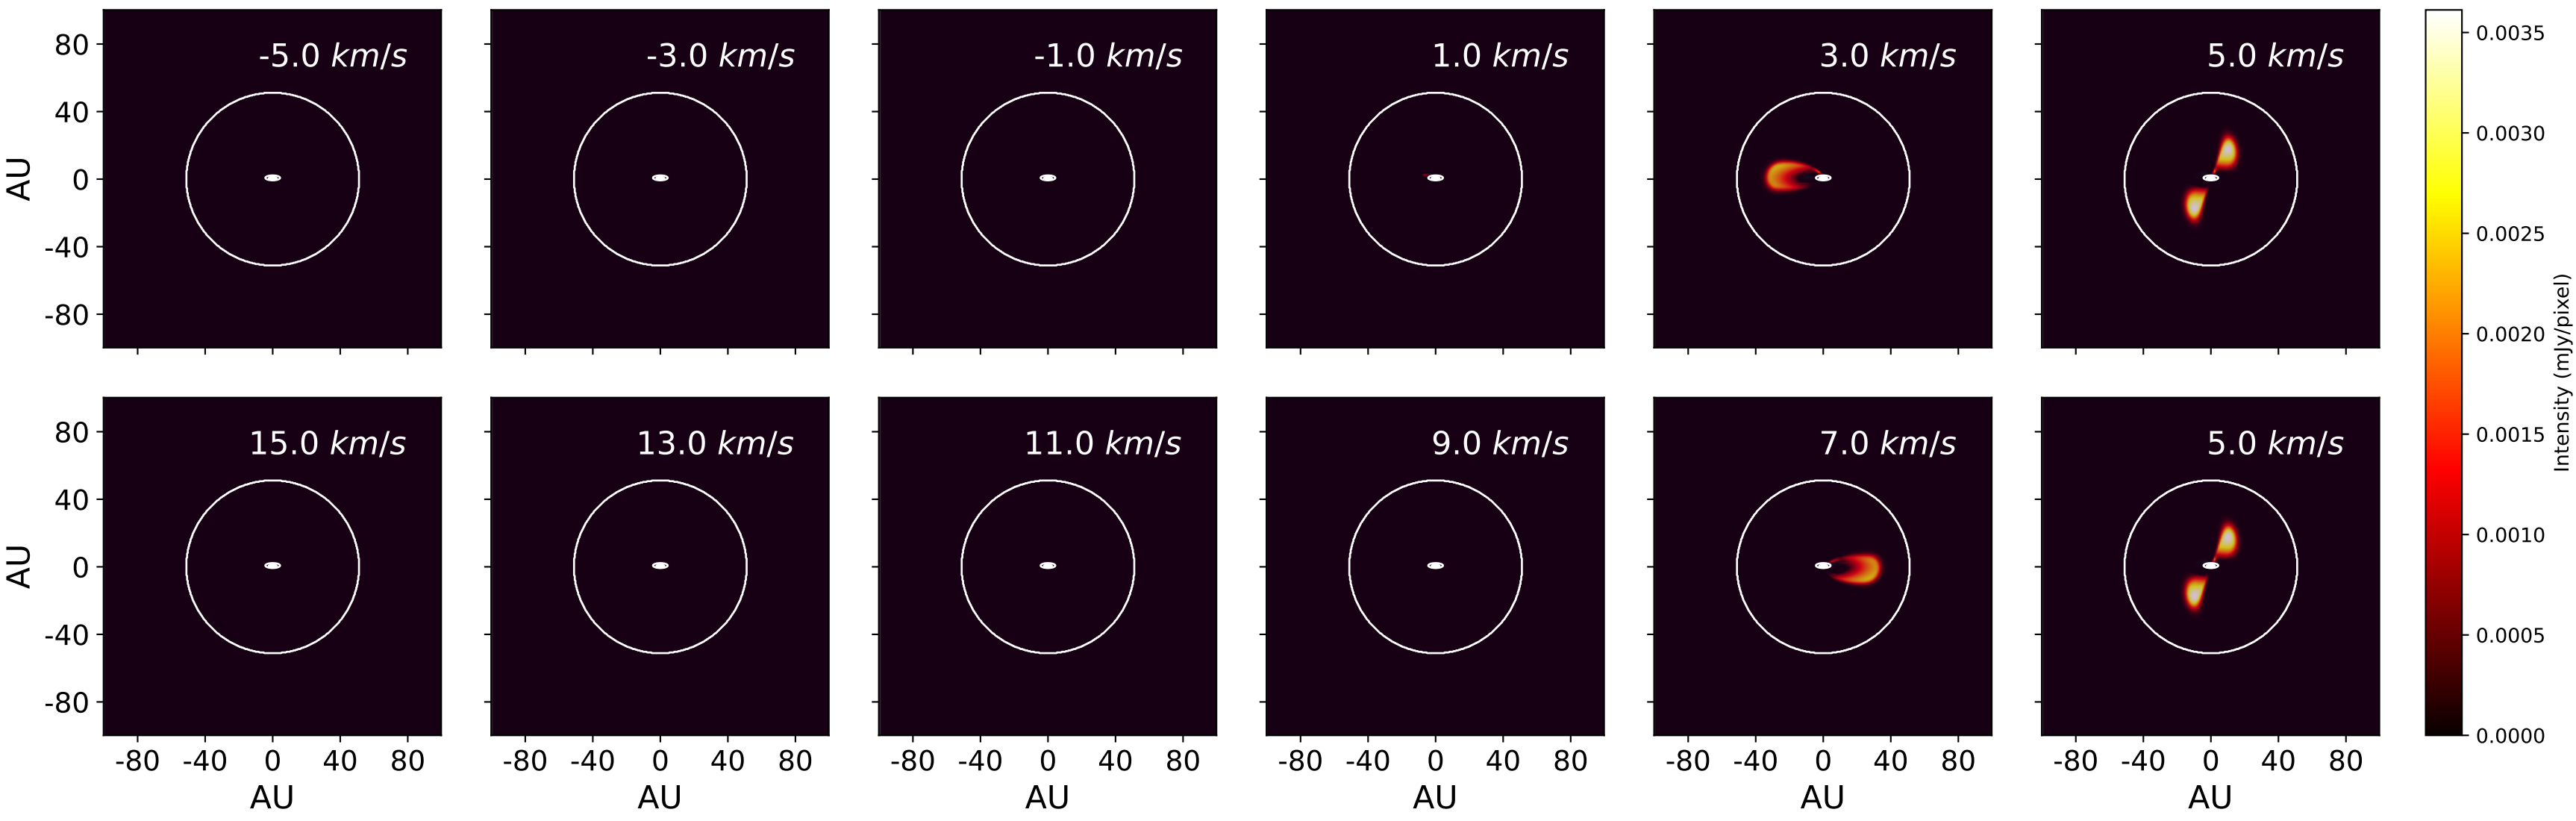 -5.0 km/s
-3.0 km/s
-1.0 km/s
1.0 km/s
3.0 km/s
5.0 km/s
80
40
0
-40
-80
AU
15.0 km/s
13.0 km/s
11.0 km/s
9.0 km/s
7.0 km/s
5.0 km/s
80
40
0
-40
-80
AU
-80 -40 0 40 80
-80 -40 0 40 80
-80 -40 0 40 80
-80 -40 0 40 80
-80 -40 0 40 80
-80 -40 0 40 80
AU
AU
AU
AU
AU
AU
0.0035
0.0030
0.0025
0.0020
0.0015
0.0010
0.0005
0.0000
Intensity (mJy/pixel)